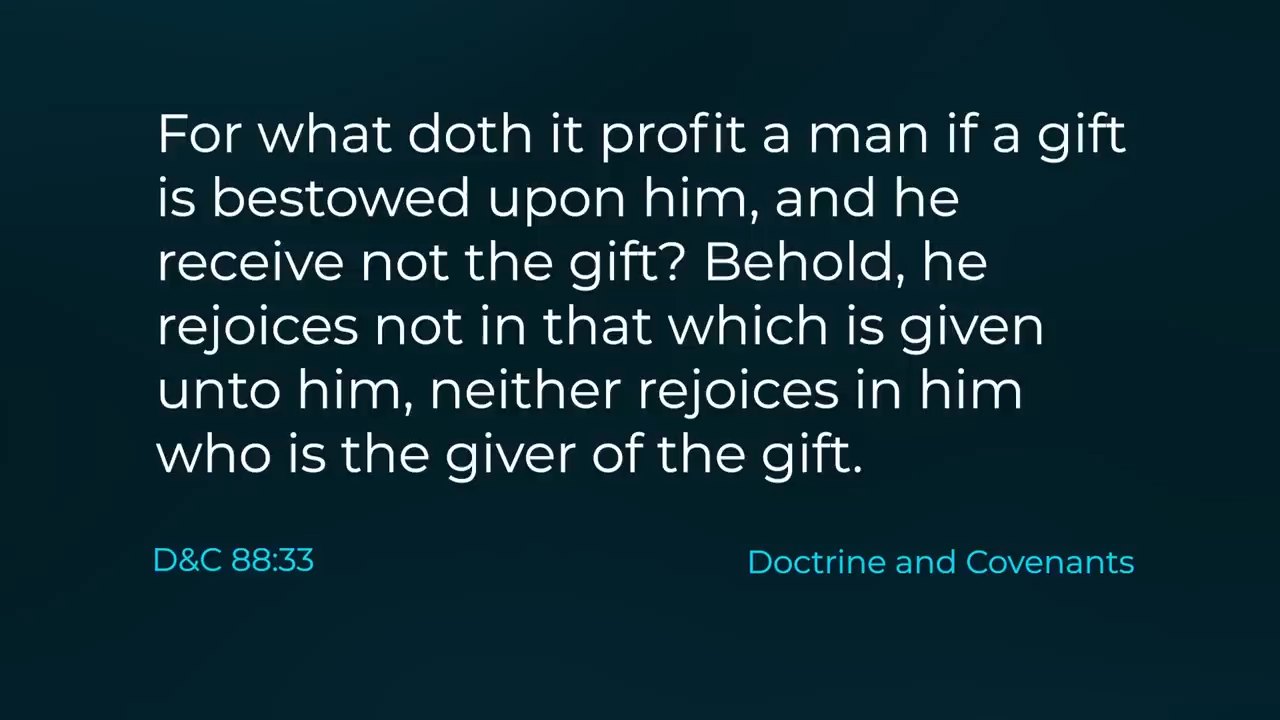 For what doth it profit a man if a gift
is bestowed upon him, and he
receive not the gift? Behold, he
rejoices not in that which is given
unto him, neither rejoices in him
who is the giver of the gift.
D&C 88:33
Doctrine and Covenants